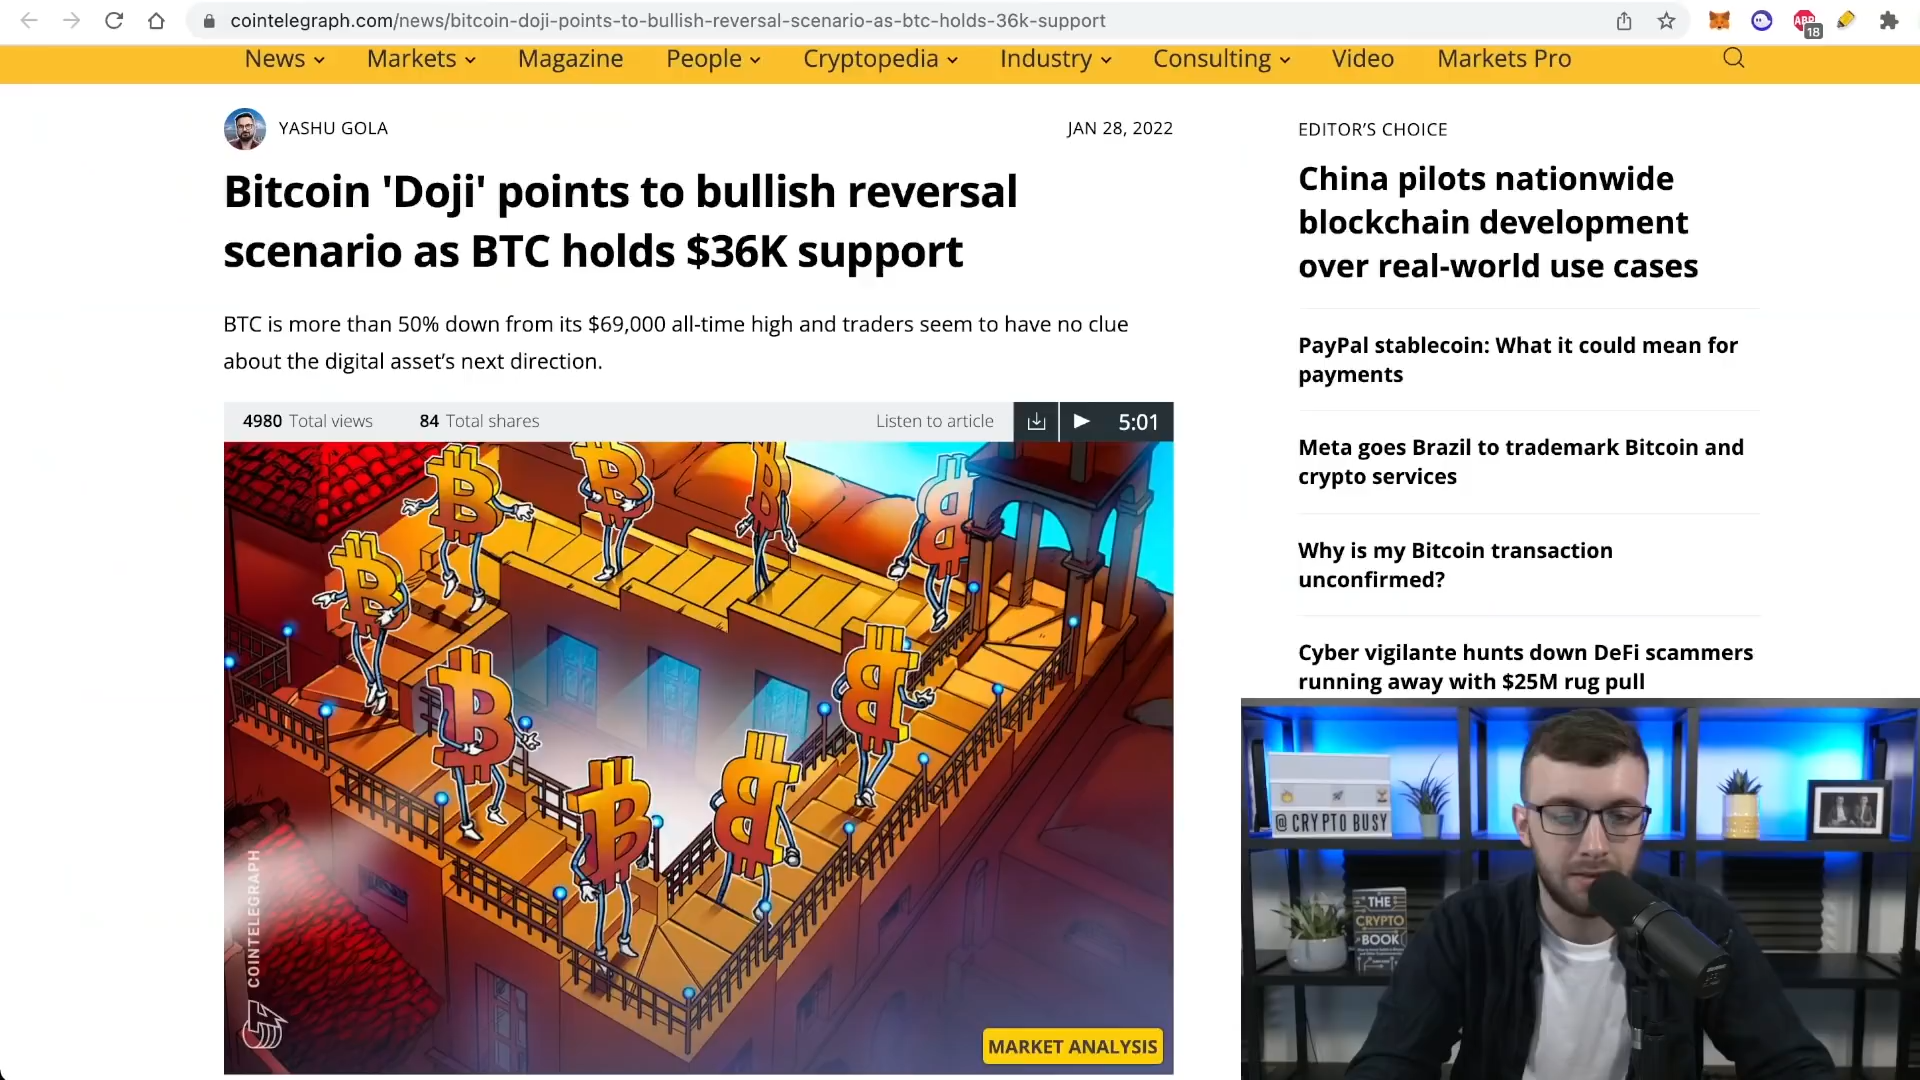 cointelegraph.com/news/bitcoin-doji-points-to-bullish-reversal-scenario-as-btc-holds-36k-support
ABP
18
News Markets Magazine People Cryptopedia Industry Consulting Video Markets Pro
YASHU GOLA
JAN 28, 2022
Bitcoin 'Doji' points to bullish reversal
scenario as BTC holds $36K support
BTC is more than 50% down from its $69,000 all-time high and traders seem to have no clue
about the digital asset’s next direction.
4980 Total views 84 Total shares Listen to article 5:01
COINTELEGRAPH
MARKET ANALYSIS
EDITOR’S CHOICE
China pilots nationwide
blockchain development
over real-world use cases
PayPal stablecoin: What it could mean for
payments
Meta goes Brazil to trademark Bitcoin and
crypto services
Why is my Bitcoin transaction
unconfirmed?
Cyber vigilante hunts down DeFi scammers
running away with $25M rug pull
@CRYPTO BUSY
THE
CRYPTO
BOOK